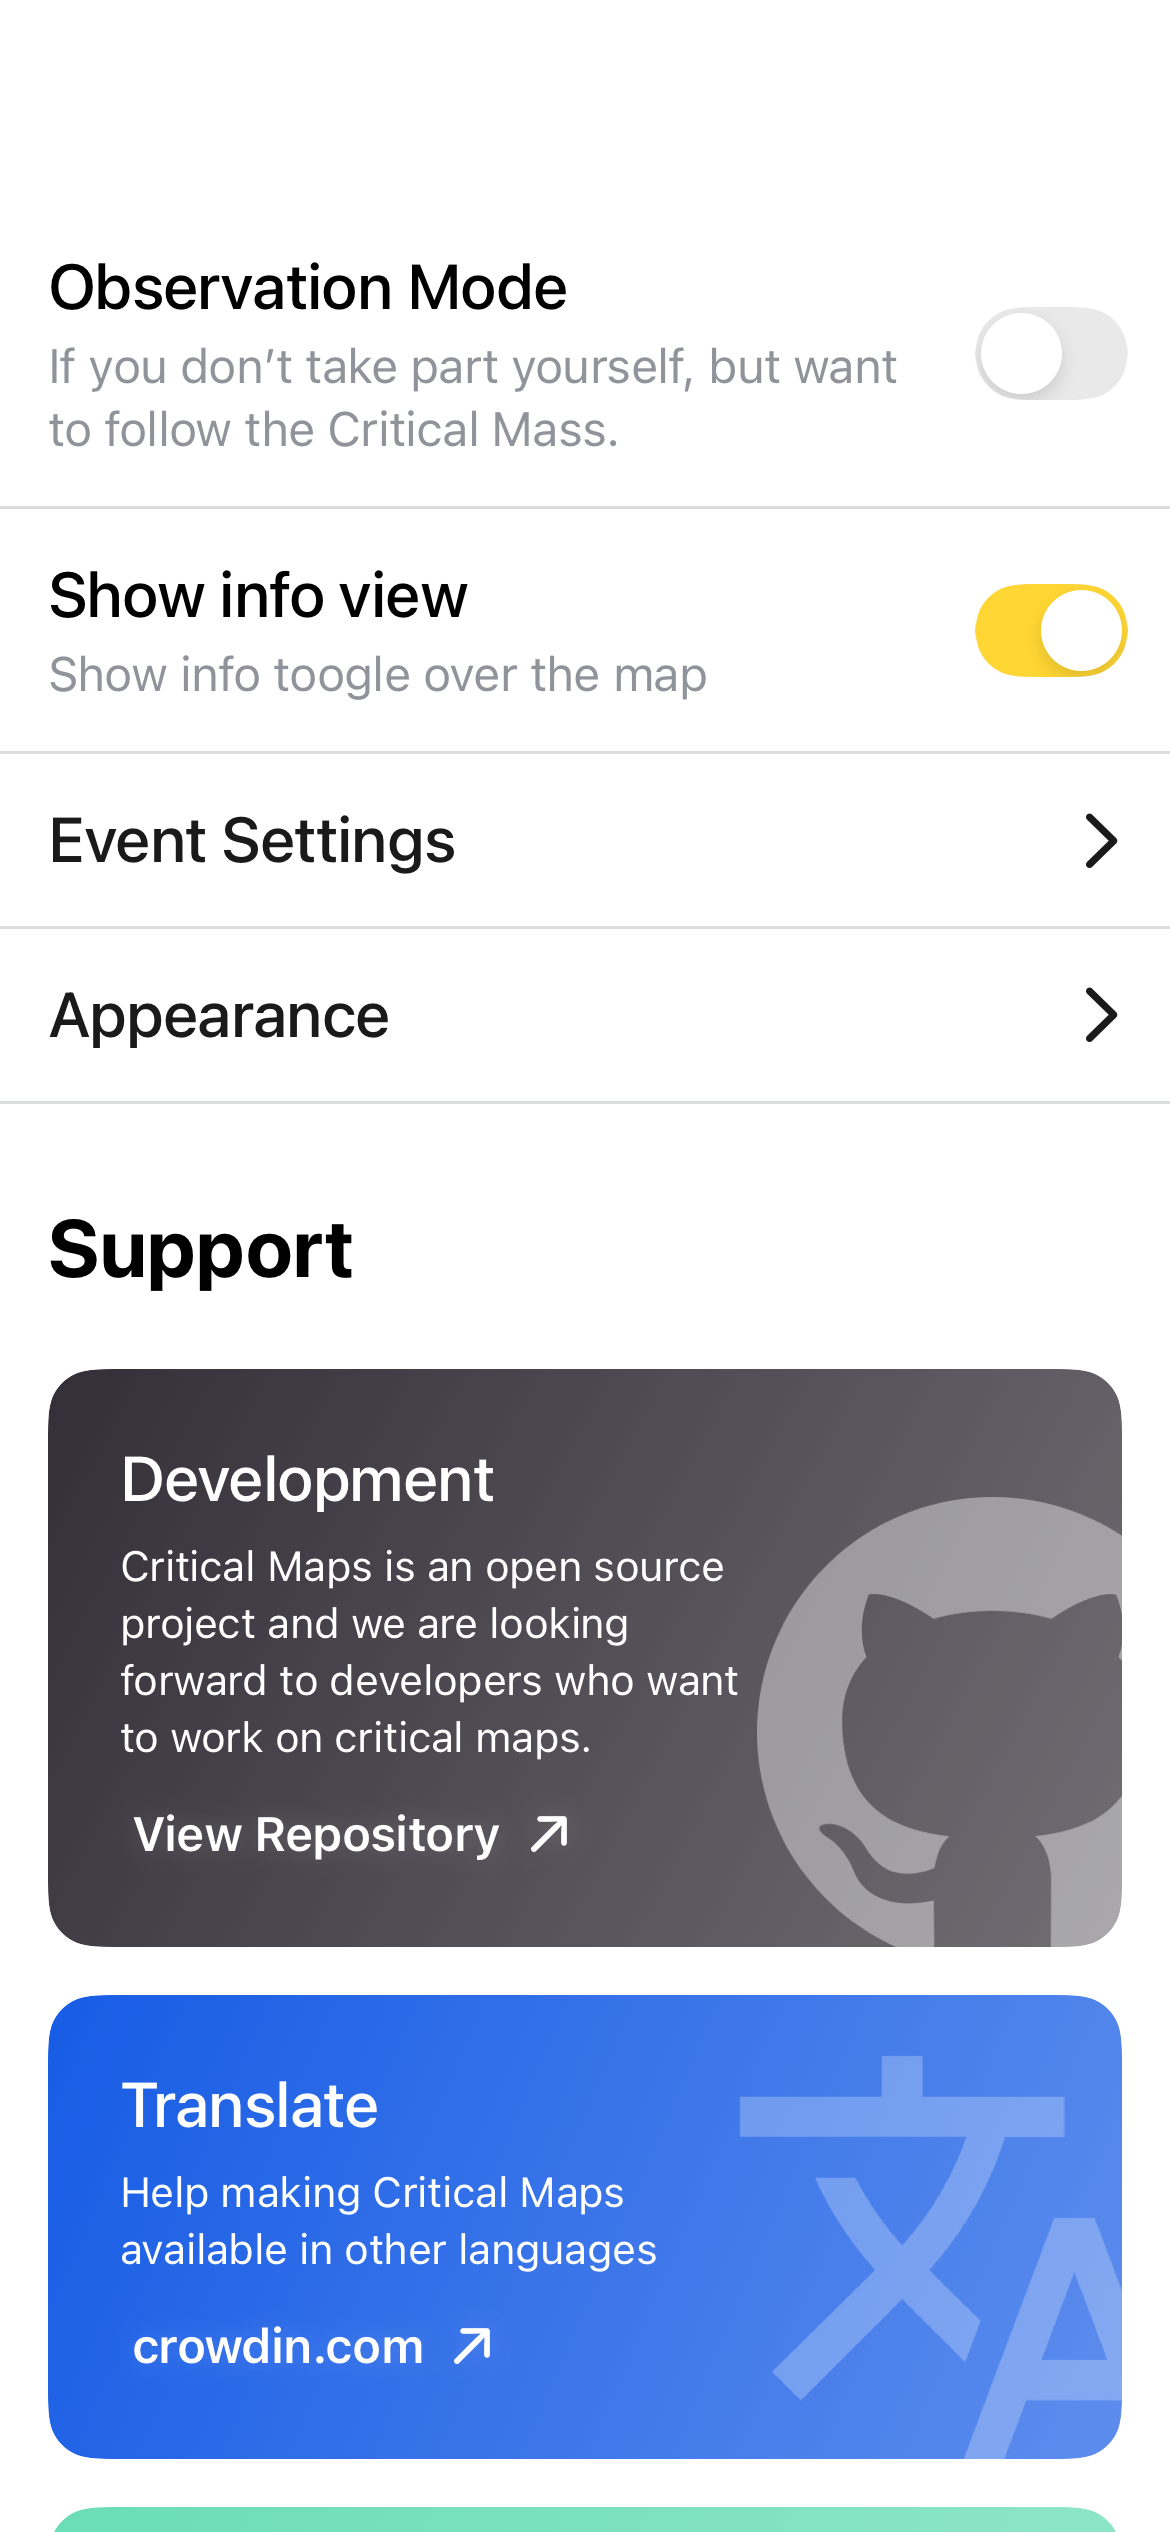 Observation Mode
If you don’t take part yourself, but want
to follow the Critical Mass.
Show info view
Show info toogle over the map
Event Settings
Appearance
Support
Development
Critical Maps is an open source
project and we are looking
forward to developers who want
to work on critical maps.
View Repository
Translate
Help making Critical Maps
available in other languages
crowdin.com